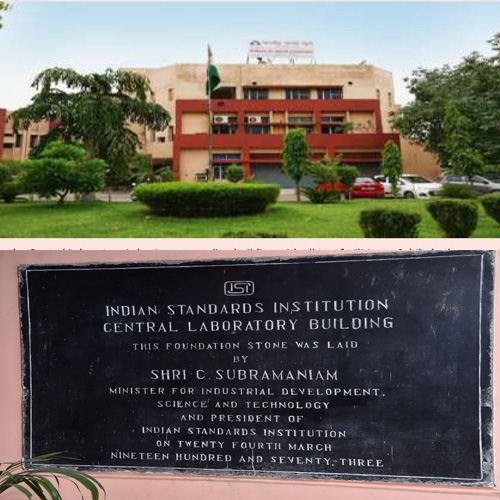 ISI
INDIAN STANDARDS INSTITUTION
CENTRAL LABORATORY BUILDING
THIS FOUNDATION STONE WAS LAID
BY
SHRI C. SUBRAMANIAM
MINISTER FOR INDUSTRIAL DEVELOPMENT,
SCIENCE AND TECHNOLOGY
AND PRESIDENT OF
INDIAN STANDARDS INSTITUTION
ON TWENTY FOURTH MARCH
NINETEEN HUNDRED AND SEVENTY-THREE